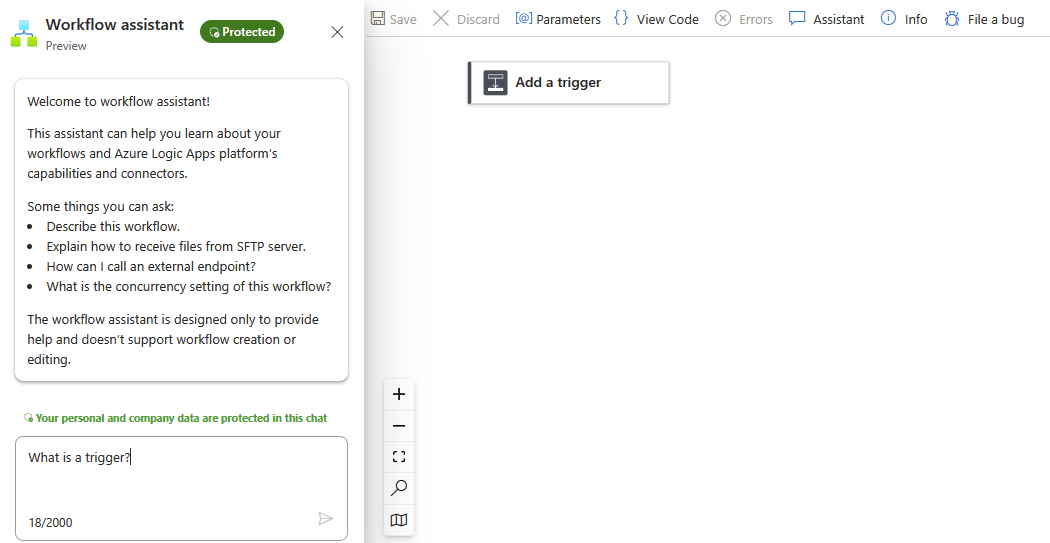 Workflow assistant
Preview
Protected
Welcome to workflow assistant!
This assistant can help you learn about your
workflows and Azure Logic Apps platform's
capabilities and connectors.
Some things you can ask:
• Describe this workflow.
• Explain how to receive files from SFTP server.
• How can I call an external endpoint?
• What is the concurrency setting of this workflow?
The workflow assistant is designed only to provide
help and doesn't support workflow creation or
editing.
Your personal and company data are protected in this chat
What is a trigger?
18/2000
Save Discard [@] Parameters {} View Code Errors Assistant Info File a bug
Add a trigger